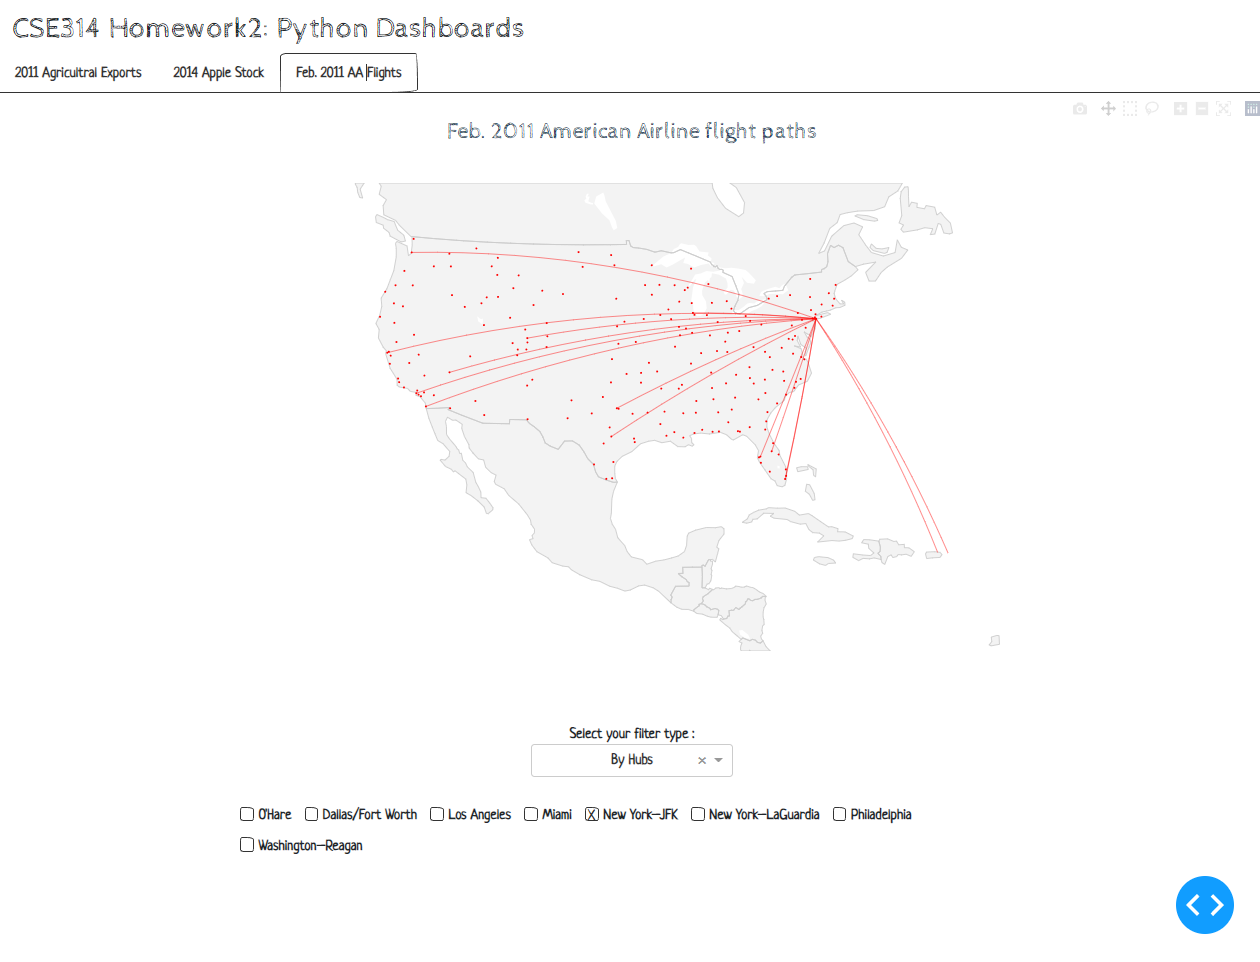 CSE314 Homework2: Python Dashboards
2011 Agricultral Exports 2014 Apple Stock Feb. 2011 AA Flights
Feb. 2011 American Airline flight paths
Select your filter type :
By Hubs
O'Hare Dallas/Fort Worth Los Angeles Miami New York-JFK New York-LaGuardia Philadelphia
Washington-Reagan